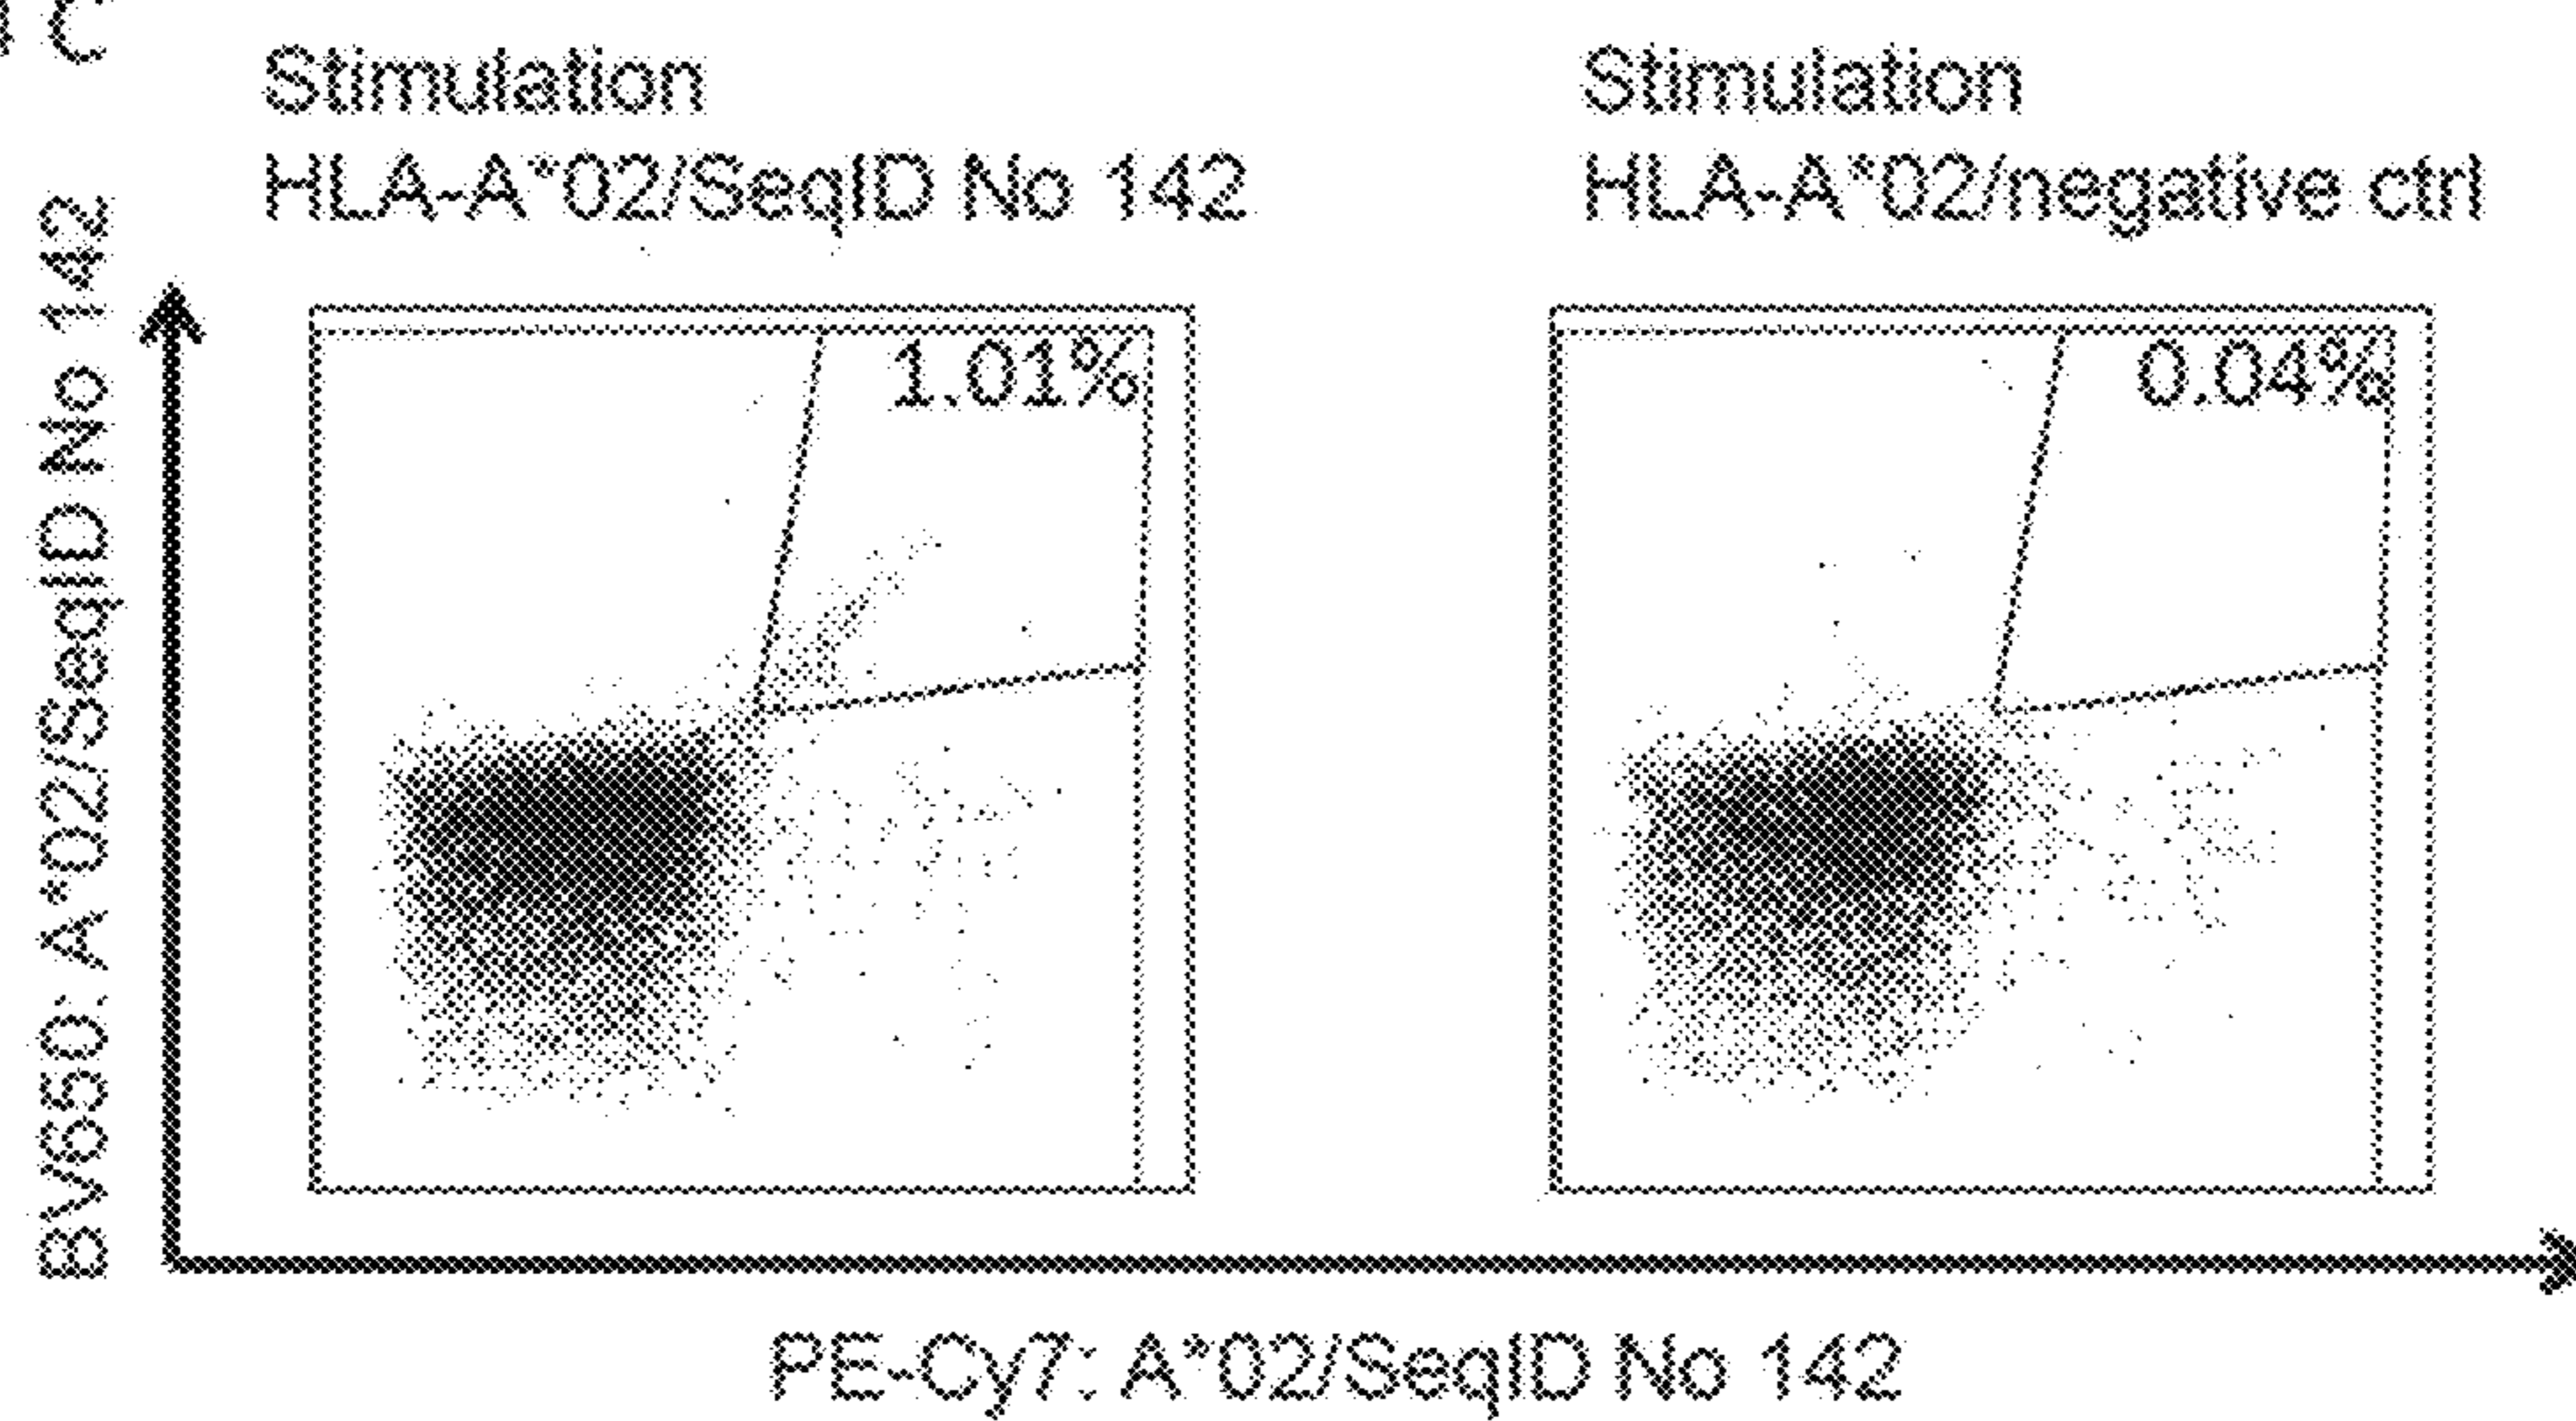 C
Stimulation
HLA-A*02/SeqID No 142
Stimulation
HLA-A*02/negative ctrl
BV650: A*02/SeqID No 142
1.01%
0.04%
PE-Cy7: A*02/SeqID No 142